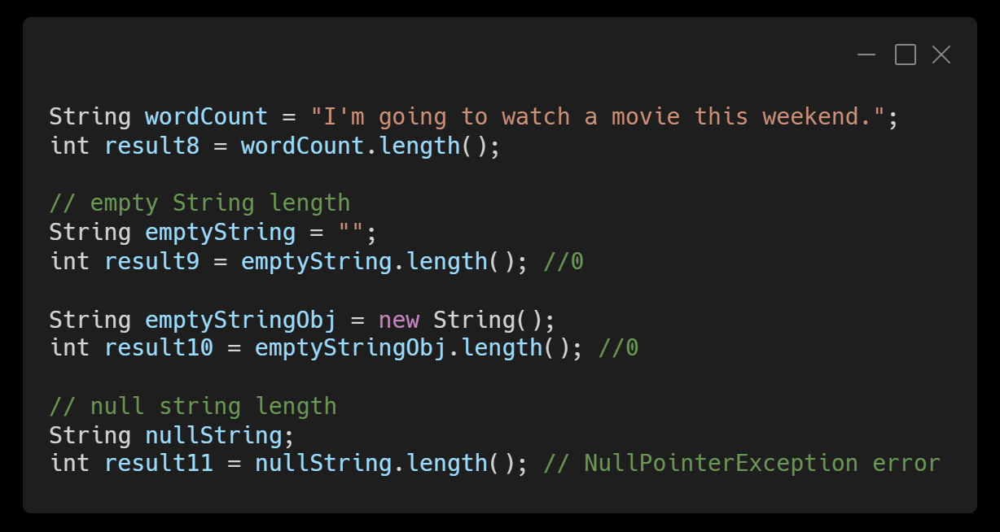 String wordCount = "I'm going to watch a movie this weekend.";
int result8 = wordCount.length();
// empty String length
String emptyString = "";
int result9 = emptyString.length(); //0
String emptyStringObj = new String();
int result10 = emptyStringObj.length(); //0
// null string length
String nullString;
int result11 = nullString.length(); // NullPointerException error